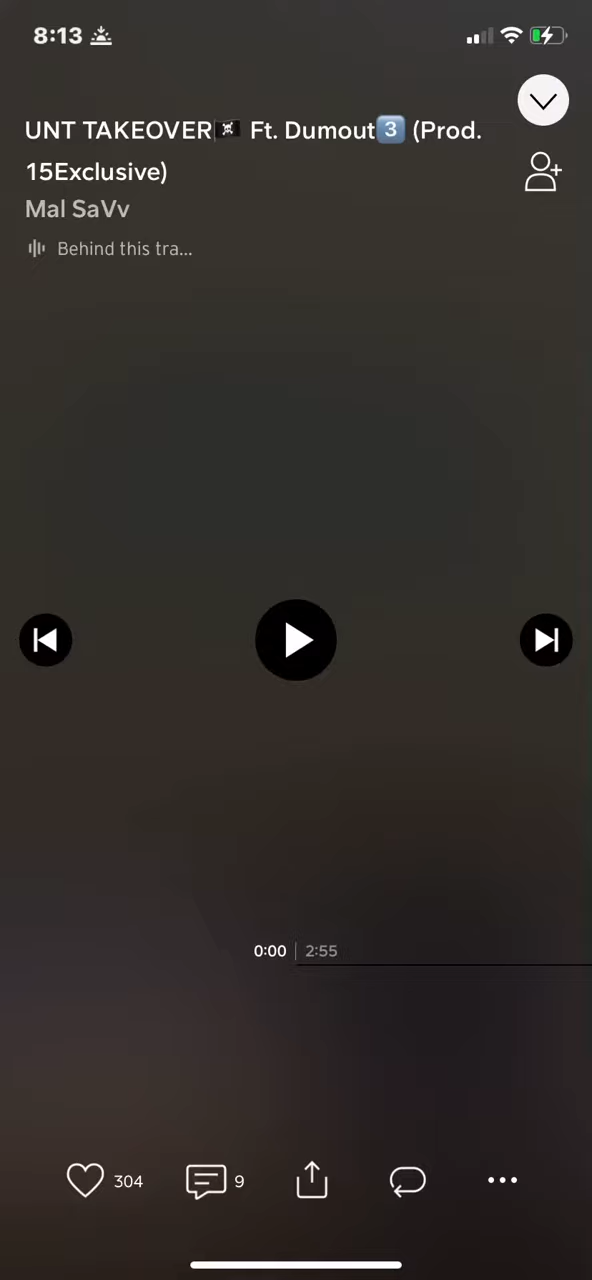 8:13
UNT TAKEOVER🏴‍☠️ Ft. Dumout3️⃣ (Prod.
15Exclusive)
Mal SaVv
Behind this tra...
0:00 | 2:55
304 9